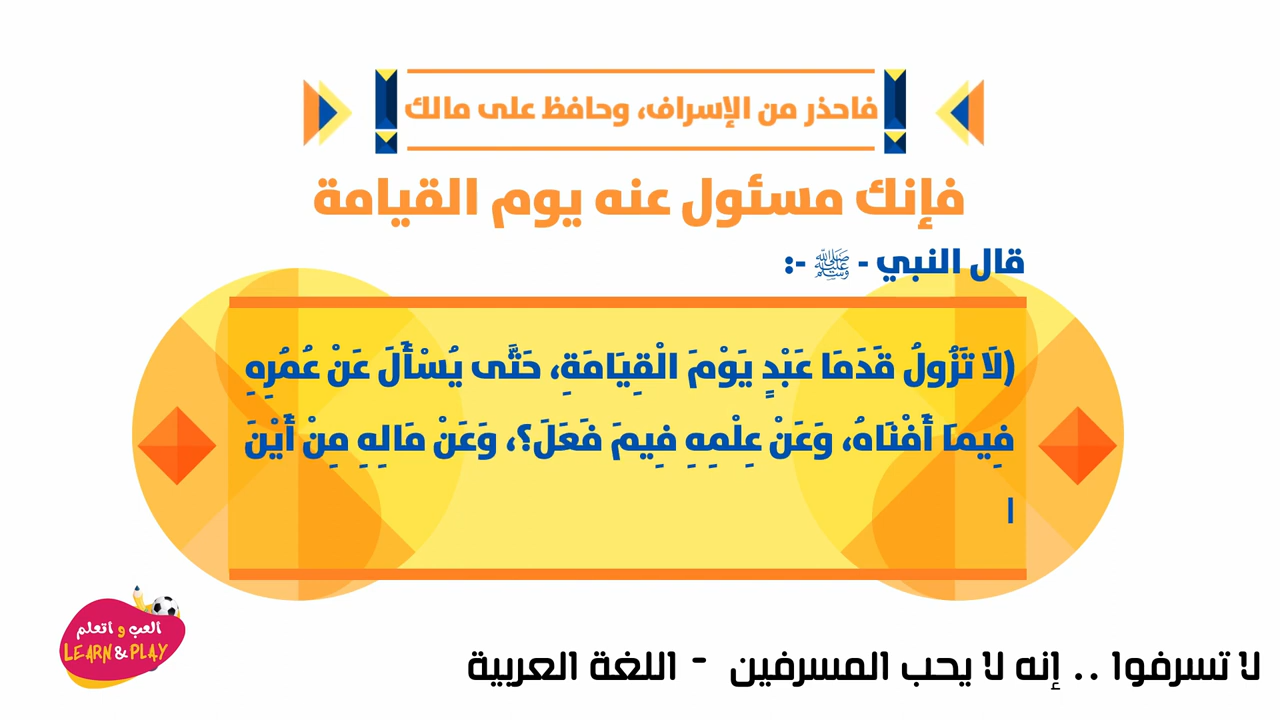 فاحذر من الإسراف، وحافظ على مالك
فإنك مسئول عنه يوم القيامة
قال النبي - ﷺ -:
(لَا تَزُولُ قَدَمَا عَبْدٍ يَوْمَ الْقِيَامَةِ، حَتَّى يُسْأَلَ عَنْ عُمُرِهِ
فِيمَا أَفْنَاهُ، وَعَنْ عِلْمِهِ فِيمَ فَعَلَ؟، وَعَنْ مَالِهِ مِنْ أَيْنَ
ا
العب و اتعلم
LEARN & PLAY
لا تسرفوا .. إنه لا يحب المسرفين - اللغة العربية